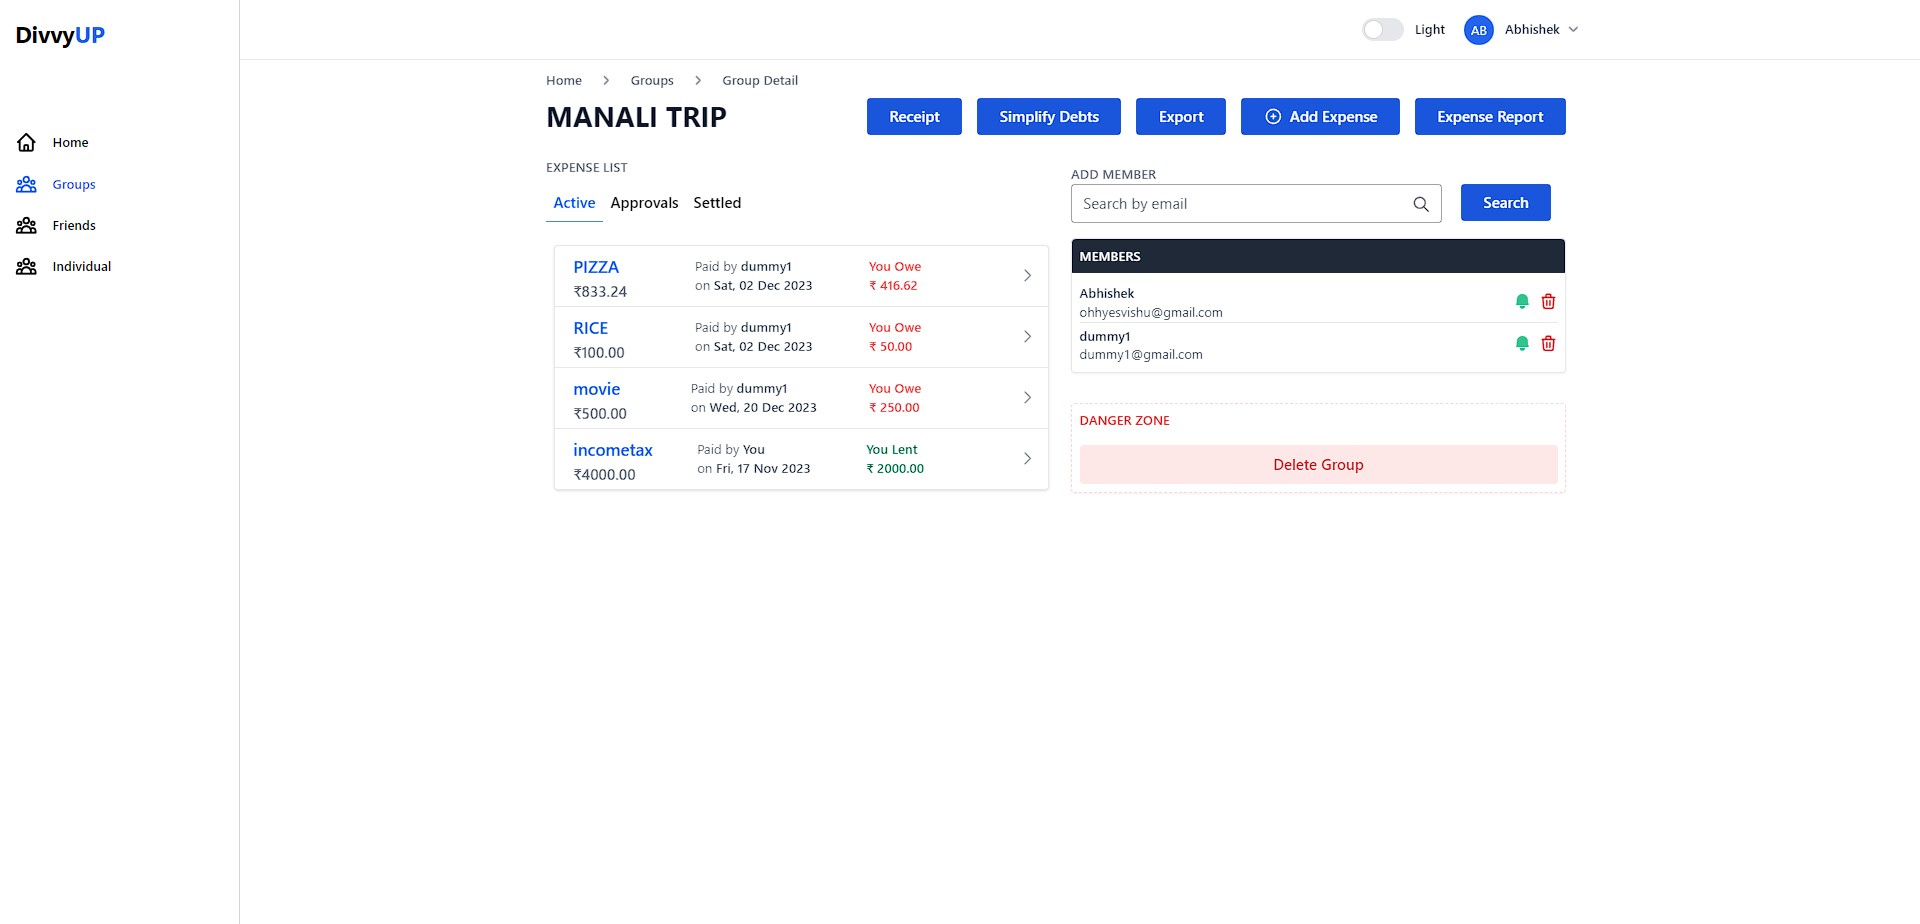 DivvyUP
Light
AB
Abhishek
Home
Groups
Friends
Individual
Home
Groups
Group Detail
MANALI TRIP
Receipt
Simplify Debts
Export
Add Expense
Expense Report
EXPENSE LIST
Active
Approvals
Settled
PIZZA
₹833.24
Paid by dummy1
on Sat, 02 Dec 2023
You Owe
₹ 416.62
RICE
₹100.00
Paid by dummy1
on Sat, 02 Dec 2023
You Owe
₹ 50.00
movie
₹500.00
Paid by dummy1
on Wed, 20 Dec 2023
You Owe
₹ 250.00
incometax
₹4000.00
Paid by You
on Fri, 17 Nov 2023
You Lent
₹ 2000.00
ADD MEMBER
Search by email
Search
MEMBERS
Abhishek
ohhyesvishu@gmail.com
dummy1
dummy1@gmail.com
DANGER ZONE
Delete Group